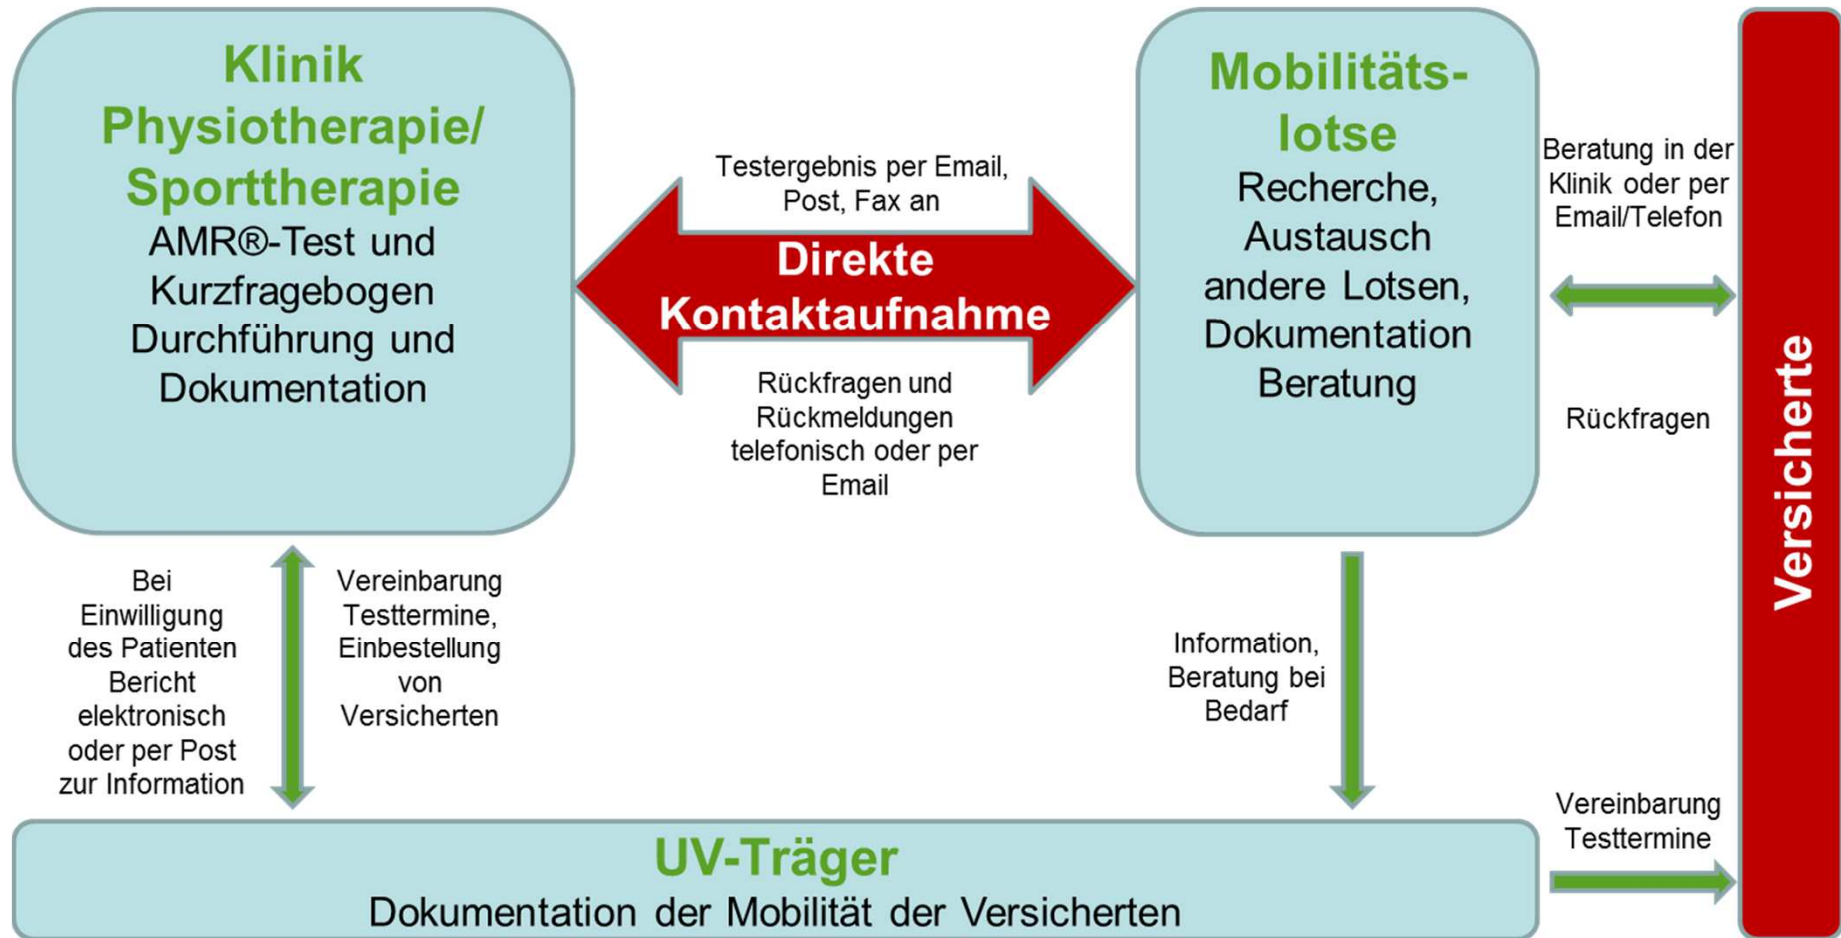 Klinik
Physiotherapie/
Sporttherapie
AMR®-Test und
Kurzfragebogen
Durchführung und
Dokumentation
Testergebnis per Email,
Post, Fax an
Direkte
Kontaktaufnahme
Rückfragen und
Rückmeldungen
telefonisch oder per
Email
Mobilitäts-
lotse
Recherche,
Austausch
andere Lotsen,
Dokumentation
Beratung
Beratung in der
Klinik oder per
Email/Telefon
Rückfragen
Versicherte
Bei
Einwilligung
des Patienten
Bericht
elektronisch
oder per Post
zur Information
Vereinbarung
Testtermine,
Einbestellung
von
Versicherten
Information,
Beratung bei
Bedarf
Vereinbarung
Testtermine
UV-Träger
Dokumentation der Mobilität der Versicherten